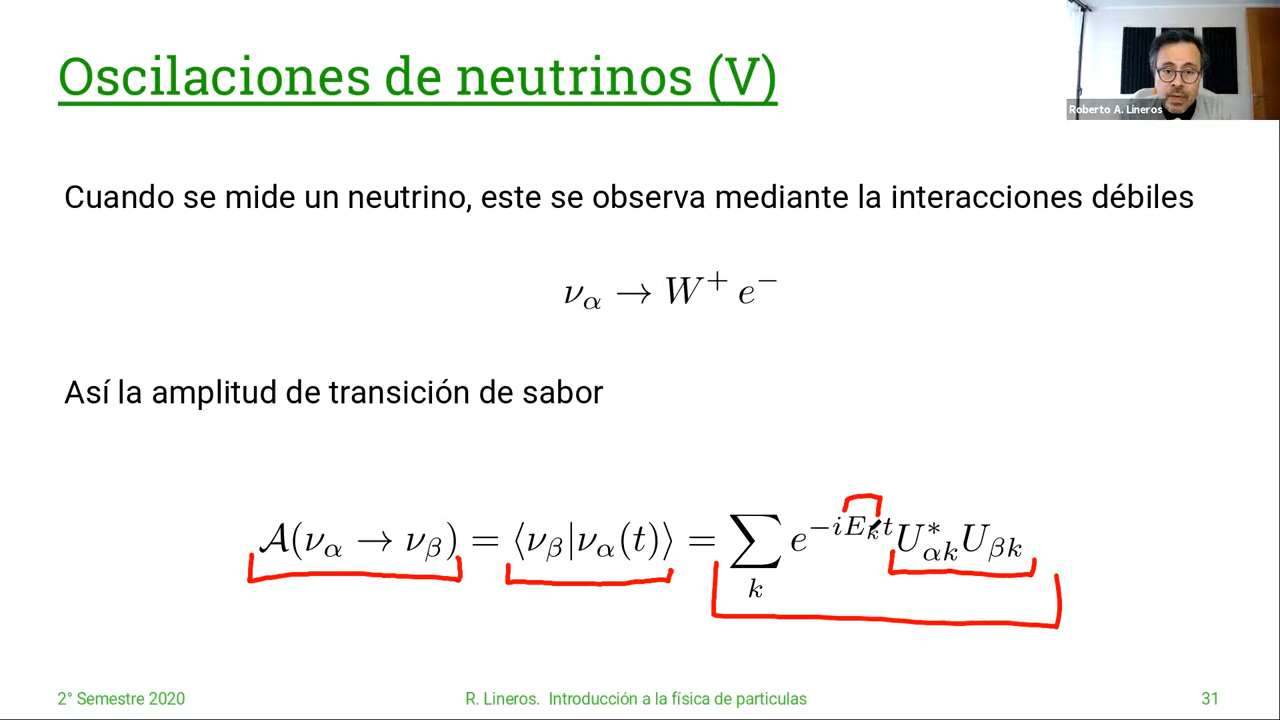 Oscilaciones de neutrinos (V)
Roberto A. Lineros
Cuando se mide un neutrino, este se observa mediante la interacciones débiles
ν_α → W⁺ e⁻
Así la amplitud de transición de sabor
𝒜(ν_α → ν_β) = ⟨ν_β|ν_α(t)⟩ = ∑_k e^{−iE_k t} U*_{αk} U_{βk}
2° Semestre 2020
R. Lineros. Introducción a la física de particulas
31